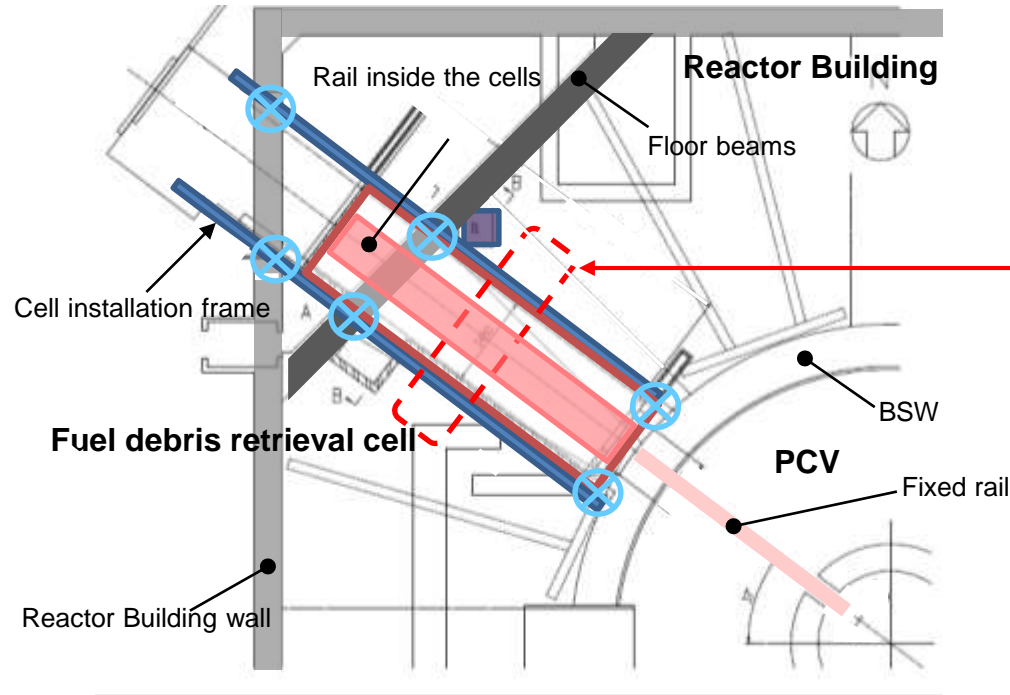 Reactor Building
Rail inside the cells
N
Floor beams
B
Cell installation frame
A
B
BSW
Fuel debris retrieval cell
PCV
Fixed rail
Reactor Building wall